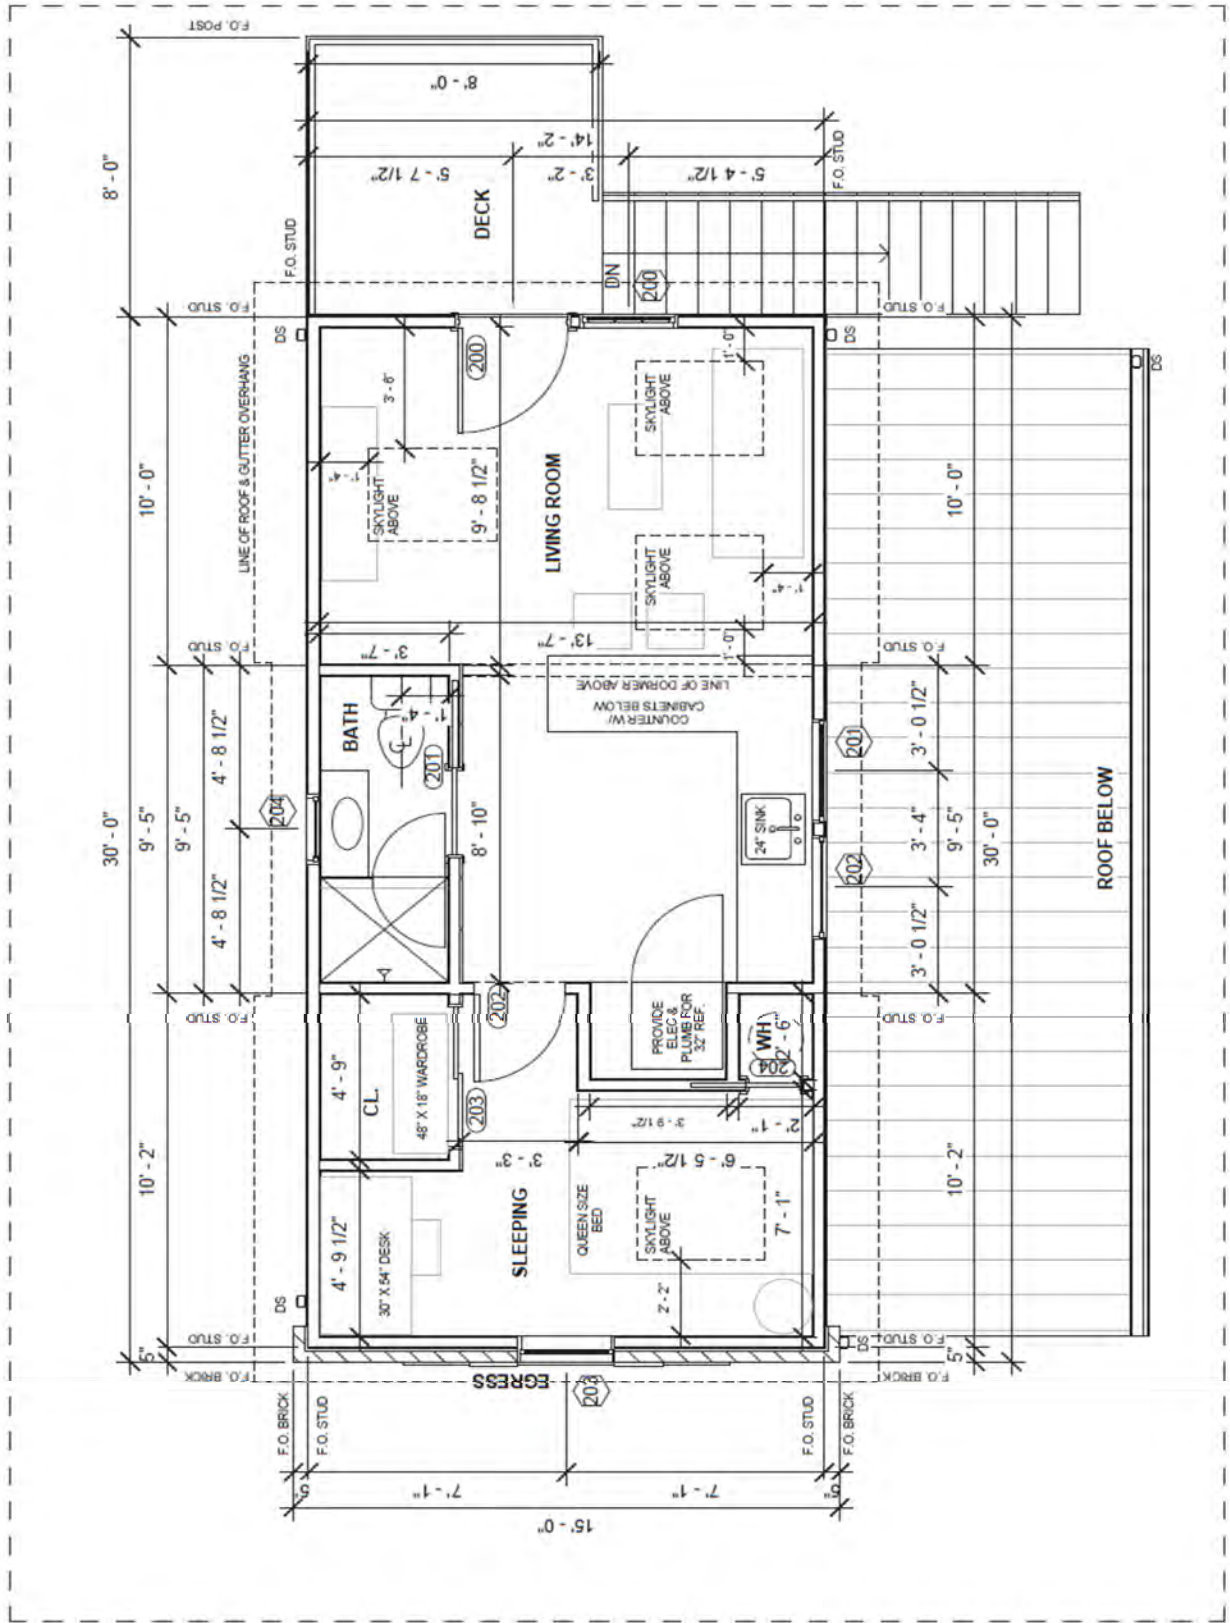 F.O. POST
8' - 0"
8' - 0"
14' - 2"
5' - 7 1/2"
3' - 2"
5' - 4 1/2"
F.O. STUD
DECK
F.O. STUD
DN
200
F.O. STUD
F.O. STUD
DS
DS
DS
LINE OF ROOF & GUTTER OVERHANG
10' - 0"
3' - 6"
200
1' - 0"
SKYLIGHT
ABOVE
1' - 4"
SKYLIGHT
ABOVE
9' - 8 1/2"
LIVING ROOM
SKYLIGHT
ABOVE
1' - 4"
10' - 0"
F.O. STUD
3' - 7"
13' - 7"
1' - 0"
F.O. STUD
LINE OF DORMER ABOVE
COUNTER W/
CABINETS BELOW
BATH
1' - 4"
CL
201
4' - 8 1/2"
201
3' - 0 1/2"
30' - 0"
9' - 5"
9' - 5"
204
8' - 10"
24" SINK
202
3' - 4"
9' - 5"
30' - 0"
ROOF BELOW
4' - 8 1/2"
3' - 0 1/2"
F.O. STUD
202
F.O. STUD
PROVIDE
ELEC &
PLUMB FOR
32" REF.
WH
2' - 6"
204
4' - 9"
CL.
48" X 18" WARDROBE
203
3' - 9 1/2"
2' - 1"
10' - 2"
3' - 3"
6' - 5 1/2"
10' - 2"
4' - 9 1/2"
30" X 54" DESK
SLEEPING
QUEEN SIZE
BED
SKYLIGHT
ABOVE
7' - 1"
2' - 2"
DS
DS
F.O. STUD
F.O. STUD
5"
5"
F.O. BRICK
EGRESS
203
F.O. BRICK
F.O. BRICK
F.O. STUD
F.O. STUD
F.O. BRICK
5"
7' - 1"
7' - 1"
5"
15' - 0"